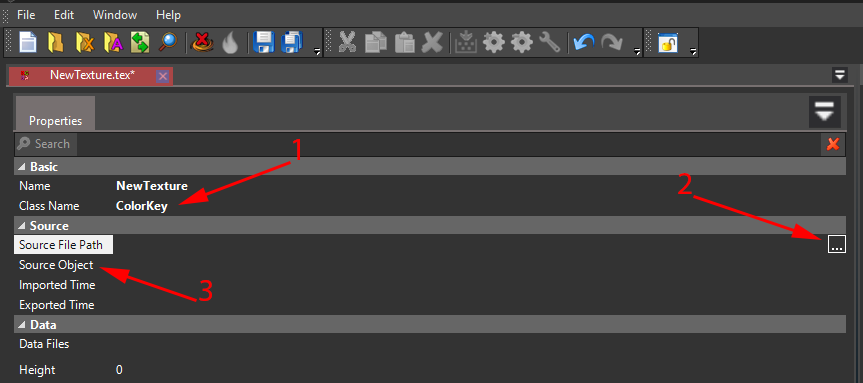 File Edit Window Help
NewTexture.tex*
Properties
Search
1
Basic
Name NewTexture
Class Name ColorKey
2
Source
Source File Path ...
Source Object
3
Imported Time
Exported Time
Data
Data Files
Height 0